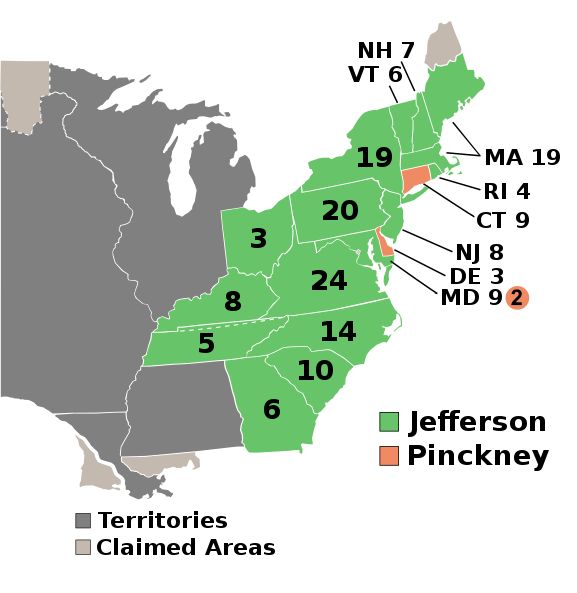 NH 7
VT 6
19
MA 19
RI 4
20
CT 9
3
NJ 8
DE 3
24
8
MD 9 2
14
5
10
6
Jefferson
Pinckney
Territories
Claimed Areas